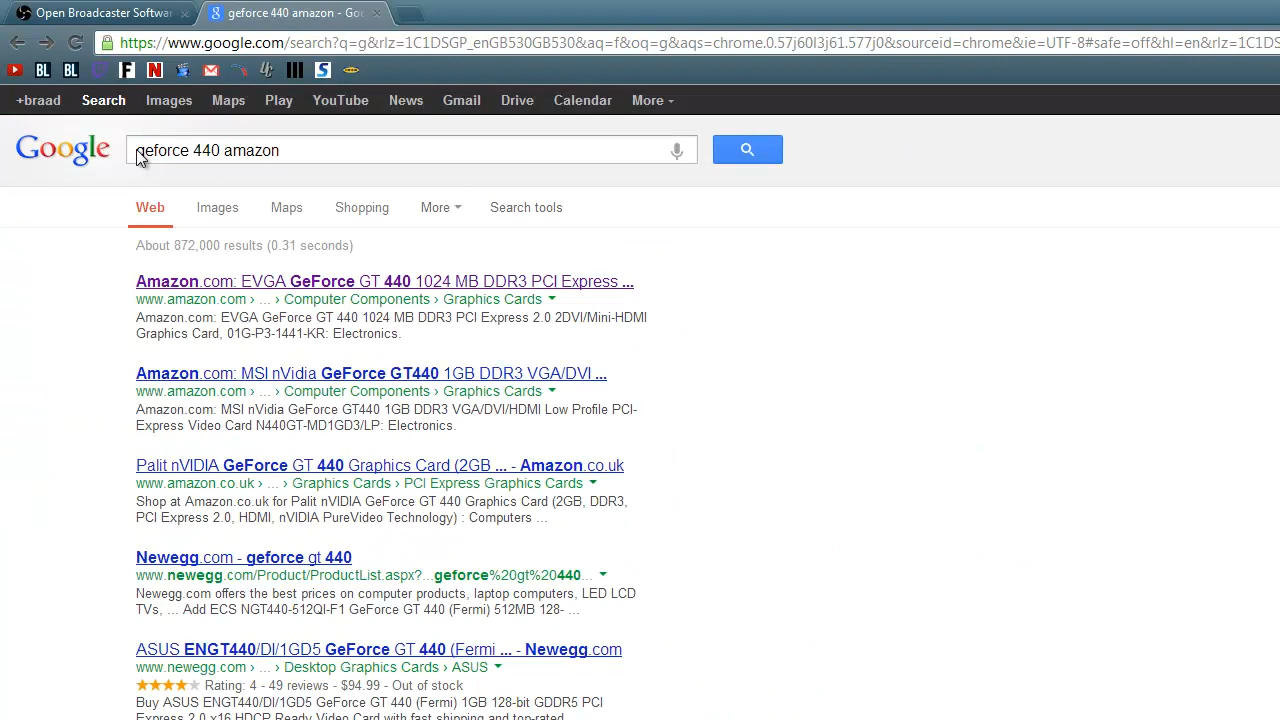 Open Broadcaster Softwar
geforce 440 amazon - Goo
https://www.google.com/search?q=g&rlz=1C1DSGP_enGB530GB530&aq=f&oq=g&aqs=chrome.0.57j60l3j61.577j0&sourceid=chrome&ie=UTF-8#safe=off&hl=en&rlz=1C1DS
BL BL F N S
+braad Search Images Maps Play YouTube News Gmail Drive Calendar More
Google geforce 440 amazon
Web Images Maps Shopping More Search tools
About 872,000 results (0.31 seconds)
Amazon.com: EVGA GeForce GT 440 1024 MB DDR3 PCI Express ...
www.amazon.com › ... › Computer Components › Graphics Cards
Amazon.com: EVGA GeForce GT 440 1024 MB DDR3 PCI Express 2.0 2DVI/Mini-HDMI
Graphics Card, 01G-P3-1441-KR: Electronics.
Amazon.com: MSI nVidia GeForce GT440 1GB DDR3 VGA/DVI ...
www.amazon.com › ... › Computer Components › Graphics Cards
Amazon.com: MSI nVidia GeForce GT440 1GB DDR3 VGA/DVI/HDMI Low Profile PCI-
Express Video Card N440GT-MD1GD3/LP: Electronics.
Palit nVIDIA GeForce GT 440 Graphics Card (2GB ... - Amazon.co.uk
www.amazon.co.uk › ... › Graphics Cards › PCI Express Graphics Cards
Shop at Amazon.co.uk for Palit nVIDIA GeForce GT 440 Graphics Card (2GB, DDR3,
PCI Express 2.0, HDMI, nVIDIA PureVideo Technology) : Computers ...
Newegg.com - geforce gt 440
www.newegg.com/Product/ProductList.aspx?...geforce%20gt%20440...
Newegg.com offers the best prices on computer products, laptop computers, LED LCD
TVs, ... Add ECS NGT440-512QI-F1 GeForce GT 440 (Fermi) 512MB 128- ...
ASUS ENGT440/DI/1GD5 GeForce GT 440 (Fermi ... - Newegg.com
www.newegg.com › ... › Desktop Graphics Cards › ASUS
Rating: 4 - 49 reviews - $94.99 - Out of stock
Buy ASUS ENGT440/DI/1GD5 GeForce GT 440 (Fermi) 1GB 128-bit GDDR5 PCI
Express 2.0 x16 HDCP Ready Video Card with fast shipping and top-rated